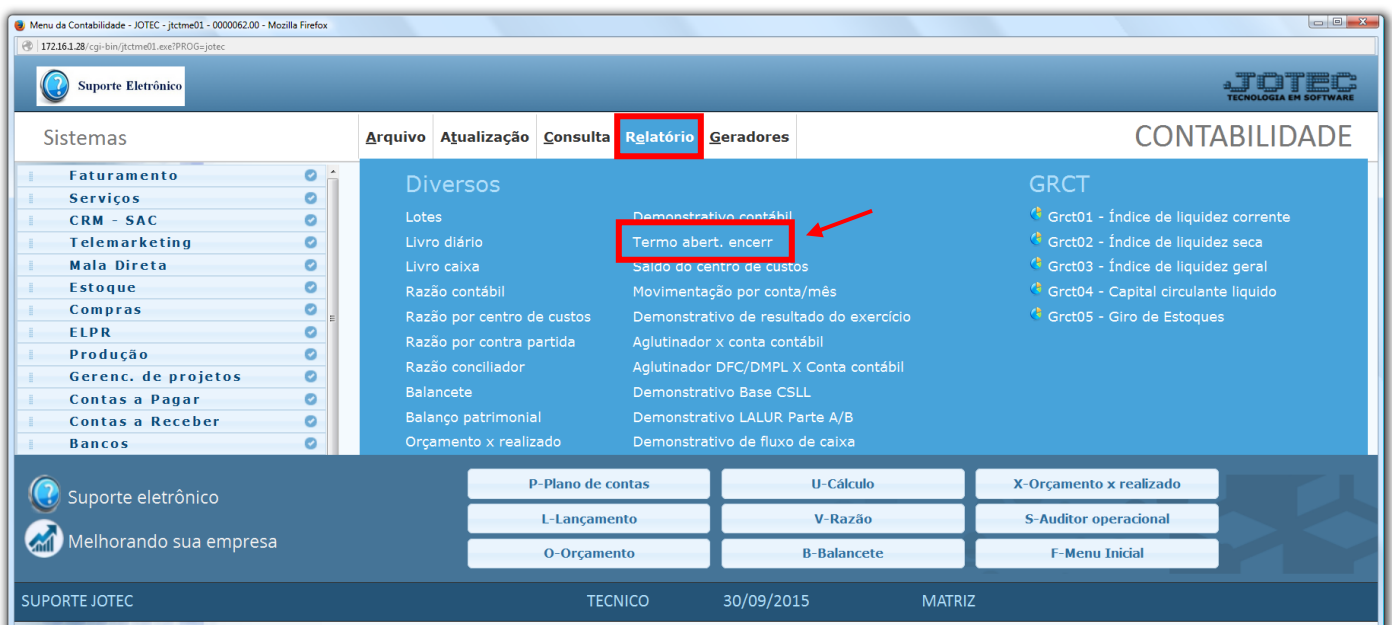 Menu da Contabilidade - JOTEC - jtctme01 - 0000062.00 - Mozilla Firefox
172.16.1.28/cgi-bin/jtctme01.exe?PROG=jotec
Suporte Eletrônico
JOTEC
TECNOLOGIA EM SOFTWARE
Sistemas
Arquivo Atualização Consulta Relatório Geradores
CONTABILIDADE
Faturamento
Serviços
CRM - SAC
Telemarketing
Mala Direta
Estoque
Compras
ELPR
Produção
Gerenc. de projetos
Contas a Pagar
Contas a Receber
Bancos
Diversos
Lotes
Livro diário
Livro caixa
Razão contábil
Razão por centro de custos
Razão por contra partida
Razão conciliador
Balancete
Balanço patrimonial
Orçamento x realizado
Demonstrativo contábil
Termo abert. encerr
Saldo do centro de custos
Movimentação por conta/mês
Demonstrativo de resultado do exercício
Aglutinador x conta contábil
Aglutinador DFC/DMPL X Conta contábil
Demonstrativo Base CSLL
Demonstrativo LALUR Parte A/B
Demonstrativo de fluxo de caixa
GRCT
Grct01 - Índice de liquidez corrente
Grct02 - Índice de liquidez seca
Grct03 - Índice de liquidez geral
Grct04 - Capital circulante liquido
Grct05 - Giro de Estoques
Suporte eletrônico
Melhorando sua empresa
P-Plano de contas U-Cálculo X-Orçamento x realizado
L-Lançamento V-Razão S-Auditor operacional
O-Orçamento B-Balancete F-Menu Inicial
SUPORTE JOTEC TECNICO 30/09/2015 MATRIZ